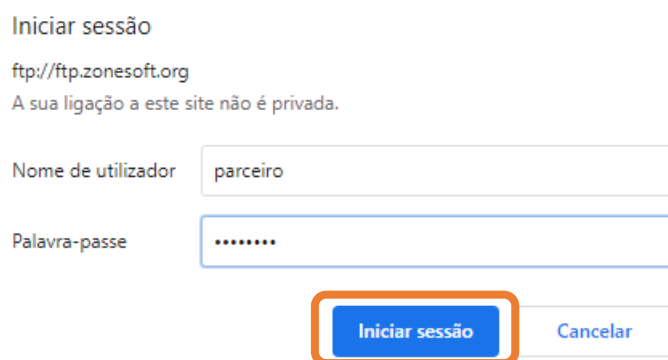 Iniciar sessão
ftp://ftp.zonesoft.org
A sua ligação a este site não é privada.
Nome de utilizador parceiro
Palavra-passe ••••••••
Iniciar sessão Cancelar